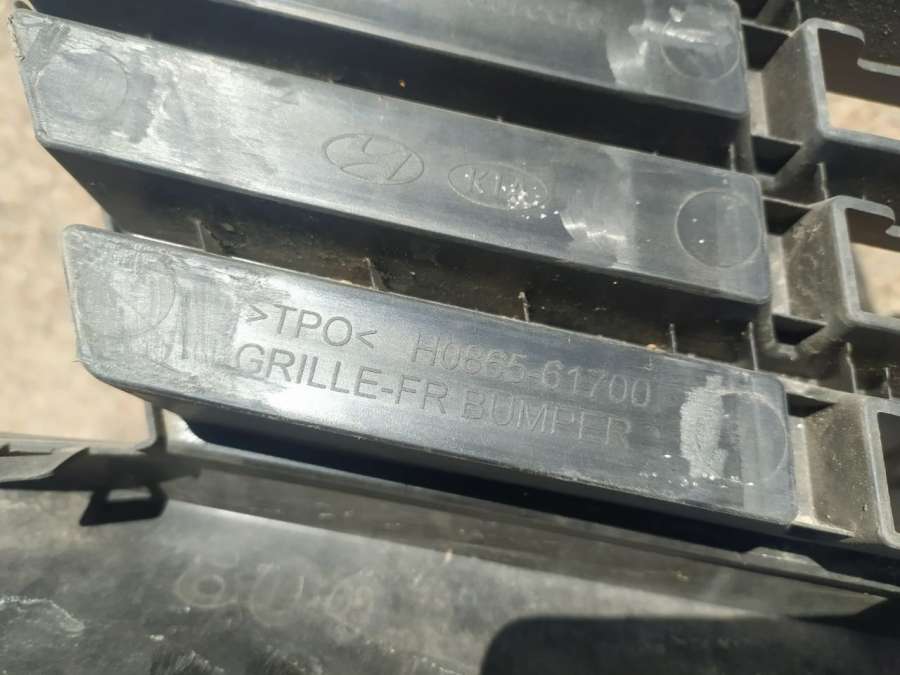 KIA
>TPO< H0865-61700
GRILLE-FR BUMPER